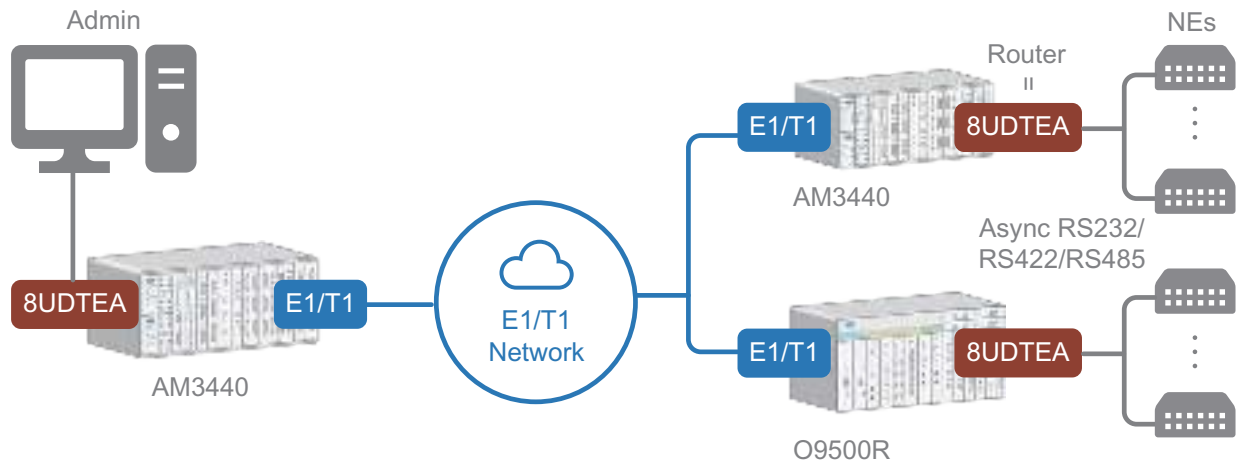 Admin
NEs
Router
=
E1/T1
8UDTEA
AM3440
Async RS232/
RS422/RS485
8UDTEA
E1/T1
E1/T1
Network
E1/T1
8UDTEA
AM3440
O9500R